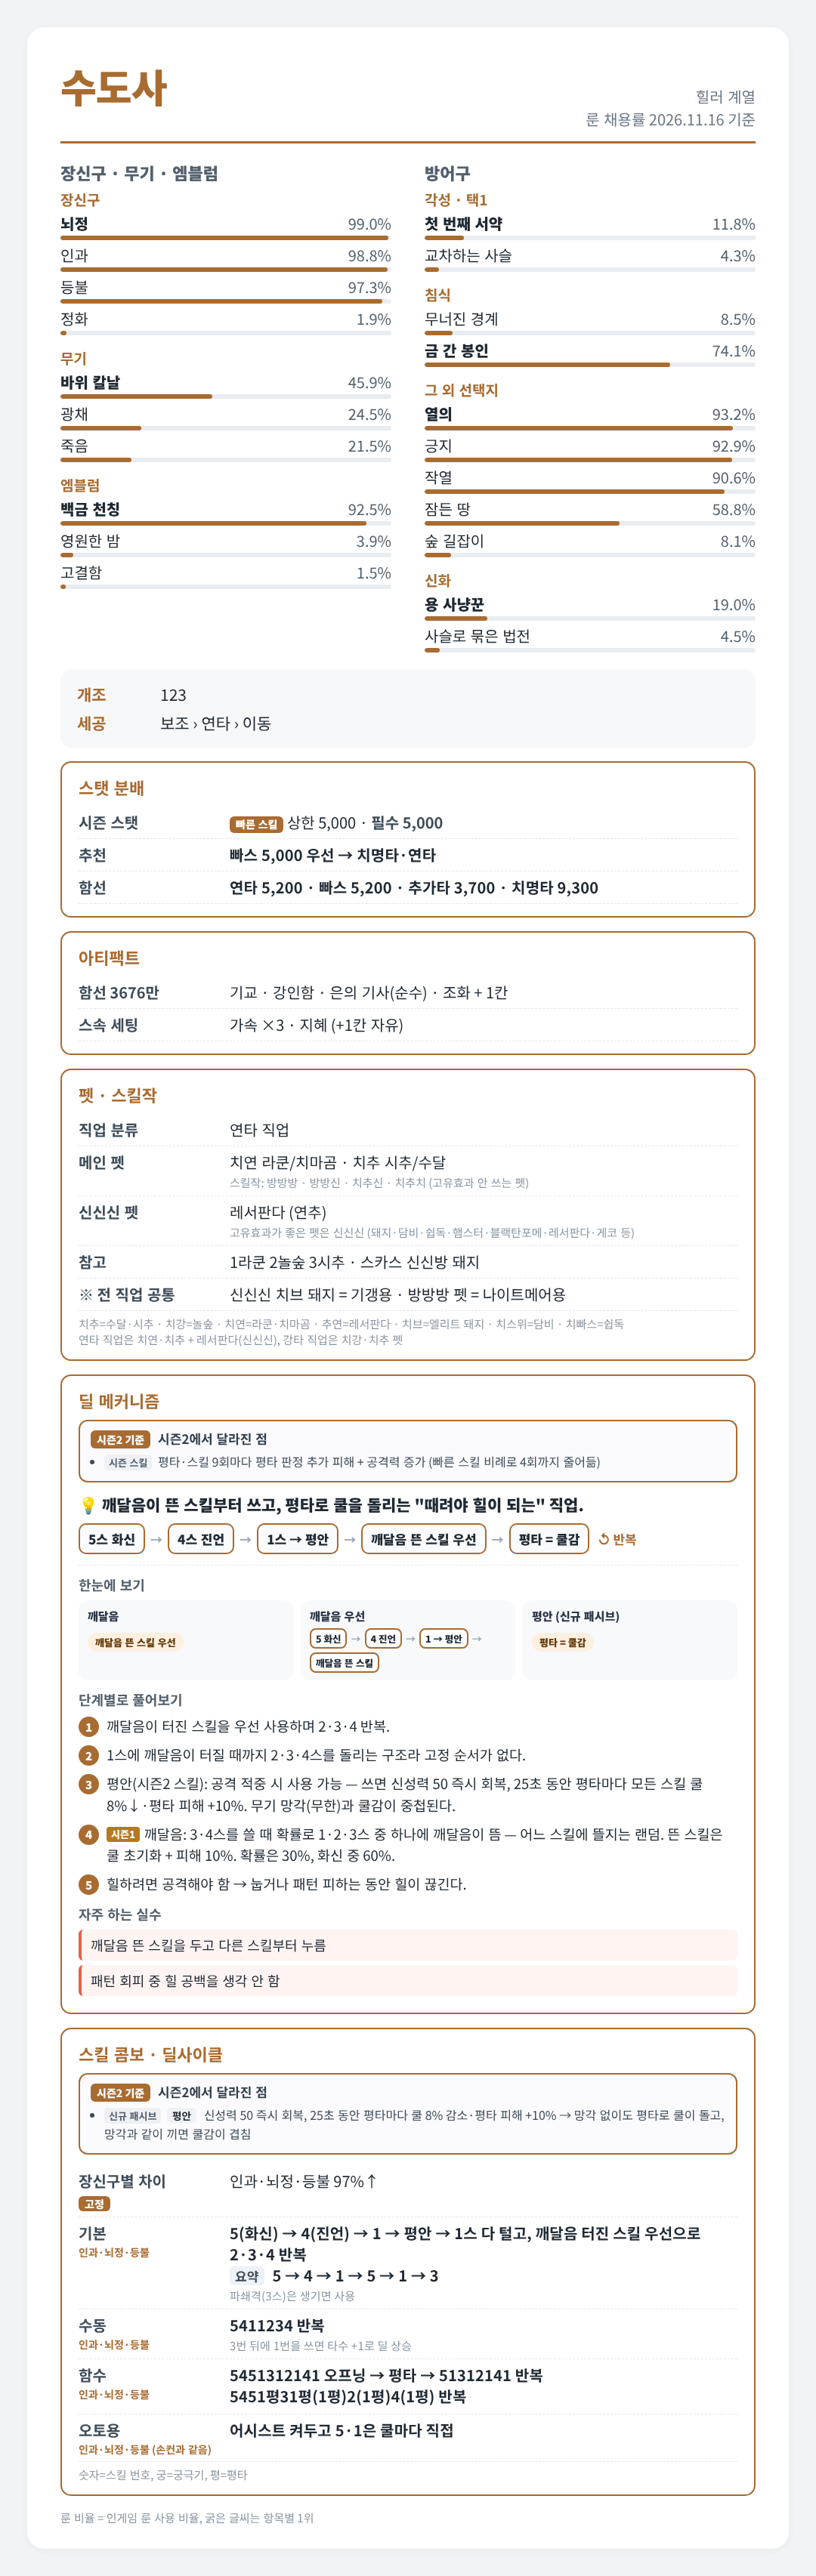 수도사
힐러 계열
룬 채용률 2026.11.16 기준
장신구 · 무기 · 엠블럼
장신구
뇌정 99.0%
인과 98.8%
등불 97.3%
정화 1.9%
무기
바위 칼날 45.9%
광채 24.5%
죽음 21.5%
엠블럼
백금 천칭 92.5%
영원한 밤 3.9%
고결함 1.5%
방어구
각성 · 택1
첫 번째 서약 11.8%
교차하는 사슬 4.3%
침식
무너진 경계 8.5%
금 간 봉인 74.1%
그 외 선택지
열의 93.2%
긍지 92.9%
작열 90.6%
잠든 땅 58.8%
숲 길잡이 8.1%
신화
용 사냥꾼 19.0%
사슬로 묶은 법전 4.5%
개조 123
세공 보조 › 연타 › 이동
스탯 분배
시즌 스탯 빠른 스킬 상한 5,000 · 필수 5,000
추천 빠스 5,000 우선 → 치명타·연타
함선 연타 5,200 · 빠스 5,200 · 추가타 3,700 · 치명타 9,300
아티팩트
함선 3676만 기교 · 강인함 · 은의 기사(순수) · 조화 + 1칸
스속 세팅 가속 ×3 · 지혜 (+1칸 자유)
펫 · 스킬작
직업 분류 연타 직업
메인 펫 치연 라쿤/치마곰 · 치추 시추/수달
스킬작: 방방방 · 방방신 · 치추신 · 치추치 (고유효과 안 쓰는 펫)
신신신 펫 레서판다 (연추)
고유효과가 좋은 펫은 신신신 (돼지·담비·쉽독·햄스터·블랙탄포메·레서판다·게코 등)
참고 1라쿤 2놀숲 3시추 · 스카스 신신방 돼지
※ 전 직업 공통 신신신 치브 돼지 = 기갱용 · 방방방 펫 = 나이트메어용
치추=수달·시추 · 치강=놀숲 · 치연=라쿤·치마곰 · 추연=레서판다 · 치브=엘리트 돼지 · 치스위=담비 · 치빠스=쉽독
연타 직업은 치연·치추 + 레서판다(신신신), 강타 직업은 치강·치추 펫
딜 메커니즘
시즌2 기준 시즌2에서 달라진 점
• 시즌 스킬 평타·스킬 9회마다 평타 판정 추가 피해 + 공격력 증가 (빠른 스킬 비례로 4회까지 줄어듦)
💡 깨달음이 뜬 스킬부터 쓰고, 평타로 쿨을 돌리는 "때려야 힐이 되는" 직업.
5스 화신 → 4스 진언 → 1스 → 평안 → 깨달음 뜬 스킬 우선 → 평타 = 쿨감 ↺ 반복
한눈에 보기
깨달음
깨달음 뜬 스킬 우선
깨달음 우선
5 화신 → 4 진언 → 1 → 평안 →
깨달음 뜬 스킬
평안 (신규 패시브)
평타 = 쿨감
단계별로 풀어보기
1 깨달음이 터진 스킬을 우선 사용하며 2·3·4 반복.
2 1스에 깨달음이 터질 때까지 2·3·4스를 돌리는 구조라 고정 순서가 없다.
3 평안(시즌2 스킬): 공격 적중 시 사용 가능 — 쓰면 신성력 50 즉시 회복, 25초 동안 평타마다 모든 스킬 쿨
8%↓·평타 피해 +10%. 무기 망각(무한)과 쿨감이 중첩된다.
4 시즌1 깨달음: 3·4스를 쓸 때 확률로 1·2·3스 중 하나에 깨달음이 뜸 — 어느 스킬에 뜰지는 랜덤. 뜬 스킬은
쿨 초기화 + 피해 10%. 확률은 30%, 화신 중 60%.
5 힐하려면 공격해야 함 → 눕거나 패턴 피하는 동안 힐이 끊긴다.
자주 하는 실수
깨달음 뜬 스킬을 두고 다른 스킬부터 누름
패턴 회피 중 힐 공백을 생각 안 함
스킬 콤보 · 딜사이클
시즌2 기준 시즌2에서 달라진 점
• 신규 패시브 평안 신성력 50 즉시 회복, 25초 동안 평타마다 쿨 8% 감소·평타 피해 +10% → 망각 없이도 평타로 쿨이 돌고,
망각과 같이 끼면 쿨감이 겹침
장신구별 차이 인과·뇌정·등불 97%↑
고정
기본 5(화신) → 4(진언) → 1 → 평안 → 1스 다 털고, 깨달음 터진 스킬 우선으로
인과·뇌정·등불 2·3·4 반복
요약 5 → 4 → 1 → 5 → 1 → 3
파쇄격(3스)은 생기면 사용
수동 5411234 반복
인과·뇌정·등불 3번 뒤에 1번을 쓰면 타수 +1로 딜 상승
함수 5451312141 오프닝 → 평타 → 51312141 반복
인과·뇌정·등불 5451평31평(1평)2(1평)4(1평) 반복
오토용 어시스트 켜두고 5·1은 쿨마다 직접
인과·뇌정·등불 (손컨과 같음)
숫자=스킬 번호, 궁=궁극기, 평=평타
룬 비율 = 인게임 룬 사용 비율, 굵은 글씨는 항목별 1위